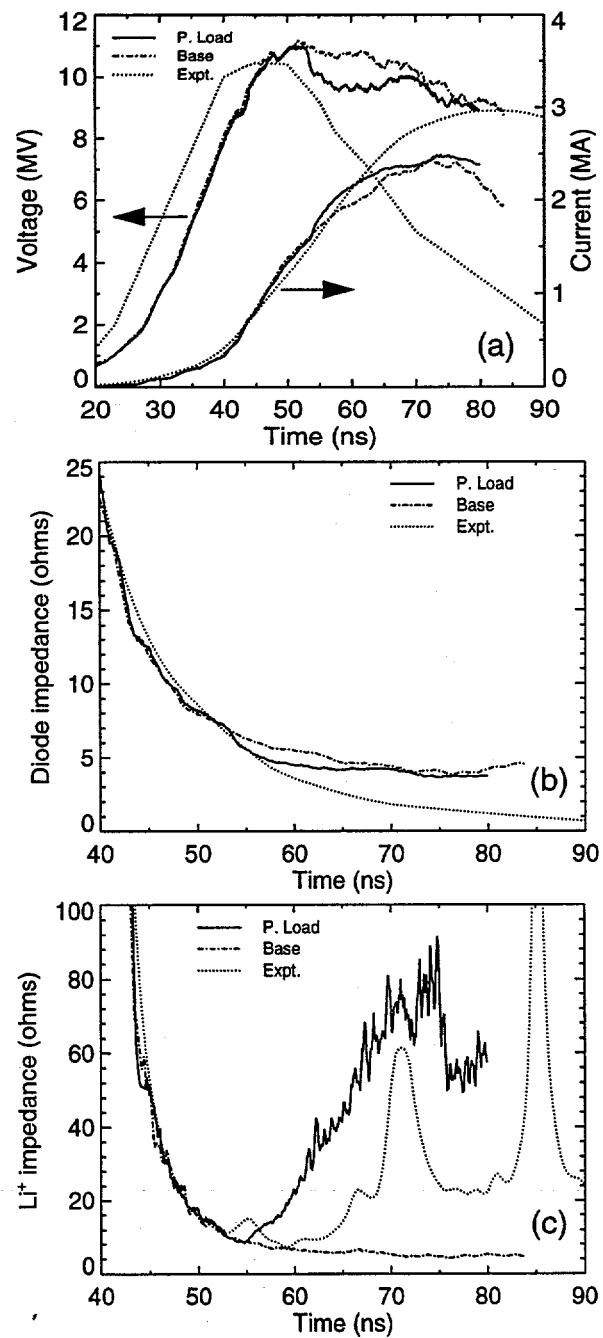 12
10
8
6
4
2
0
Voltage (MV)
P. Load
Base
Expt.
4
3
2
1
0
Current (MA)
(a)
20 30 40 50 60 70 80 90
Time (ns)
25
20
15
10
5
0
Diode impedance (ohms)
P. Load
Base
Expt.
(b)
40 50 60 70 80 90
Time (ns)
100
80
60
40
20
0
Li⁺ impedance (ohms)
P. Load
Base
Expt.
(c)
40 50 60 70 80 90
Time (ns)